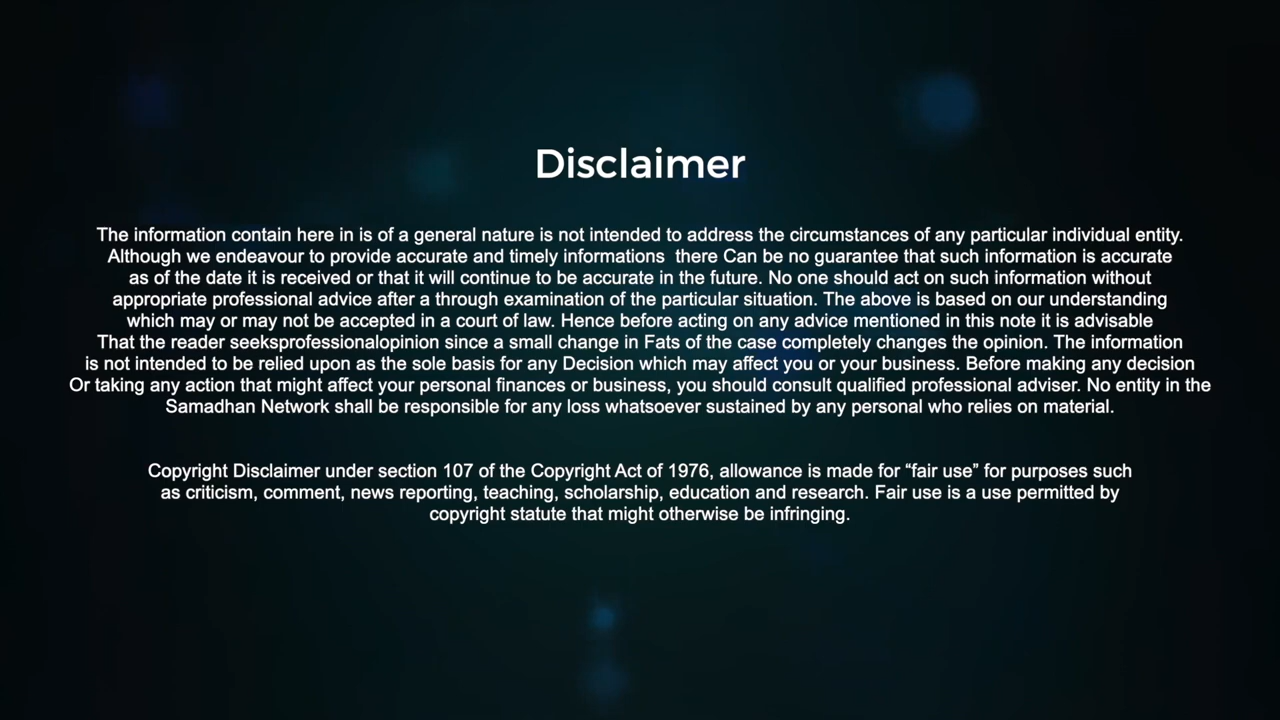 Disclaimer
The information contain here in is of a general nature is not intended to address the circumstances of any particular individual entity.
Although we endeavour to provide accurate and timely informations  there Can be no guarantee that such information is accurate
as of the date it is received or that it will continue to be accurate in the future. No one should act on such information without
appropriate professional advice after a through examination of the particular situation. The above is based on our understanding
which may or may not be accepted in a court of law. Hence before acting on any advice mentioned in this note it is advisable
That the reader seeksprofessionalopinion since a small change in Fats of the case completely changes the opinion. The information
is not intended to be relied upon as the sole basis for any Decision which may affect you or your business. Before making any decision
Or taking any action that might affect your personal finances or business, you should consult qualified professional adviser. No entity in the
Samadhan Network shall be responsible for any loss whatsoever sustained by any personal who relies on material.
Copyright Disclaimer under section 107 of the Copyright Act of 1976, allowance is made for “fair use” for purposes such
as criticism, comment, news reporting, teaching, scholarship, education and research. Fair use is a use permitted by
copyright statute that might otherwise be infringing.